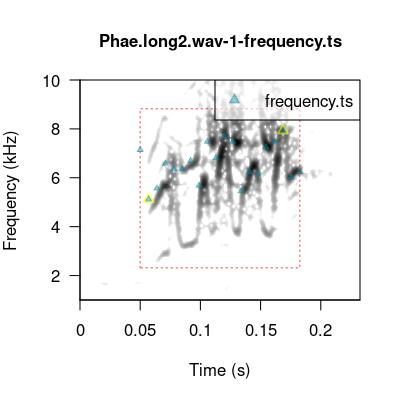 Phae.long2.wav-1-frequency.ts
frequency.ts
Frequency (kHz)
10
8
6
4
2
0 0.05 0.1 0.15 0.2
Time (s)